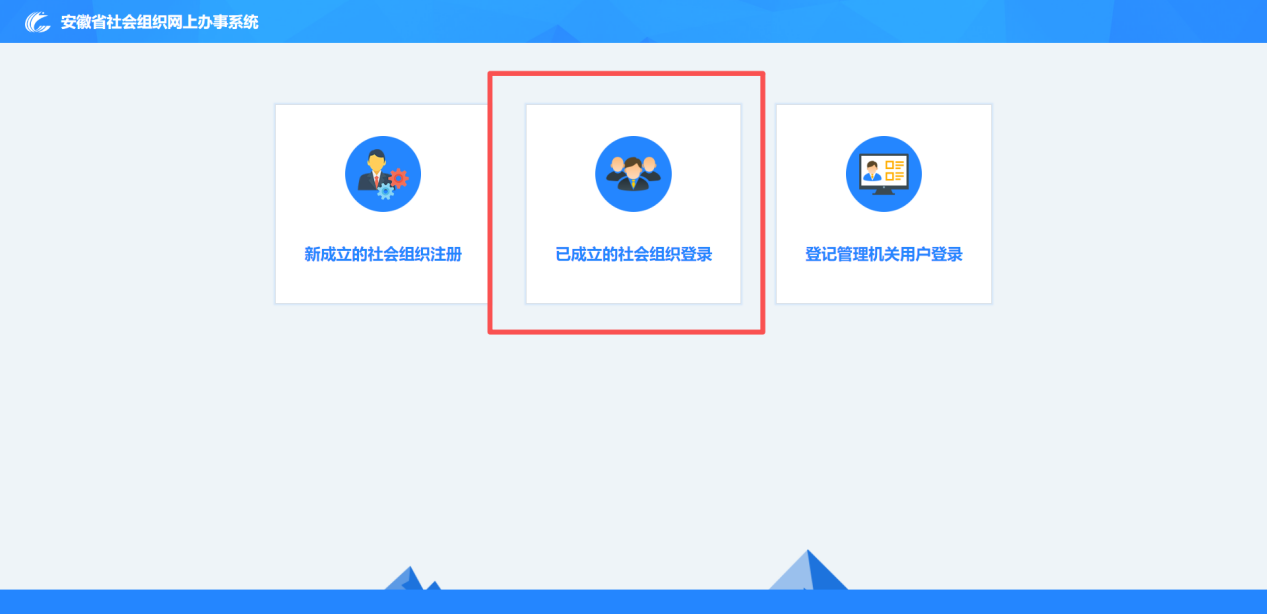 安徽省社会组织网上办事系统
新成立的社会组织注册
已成立的社会组织登录
登记管理机关用户登录